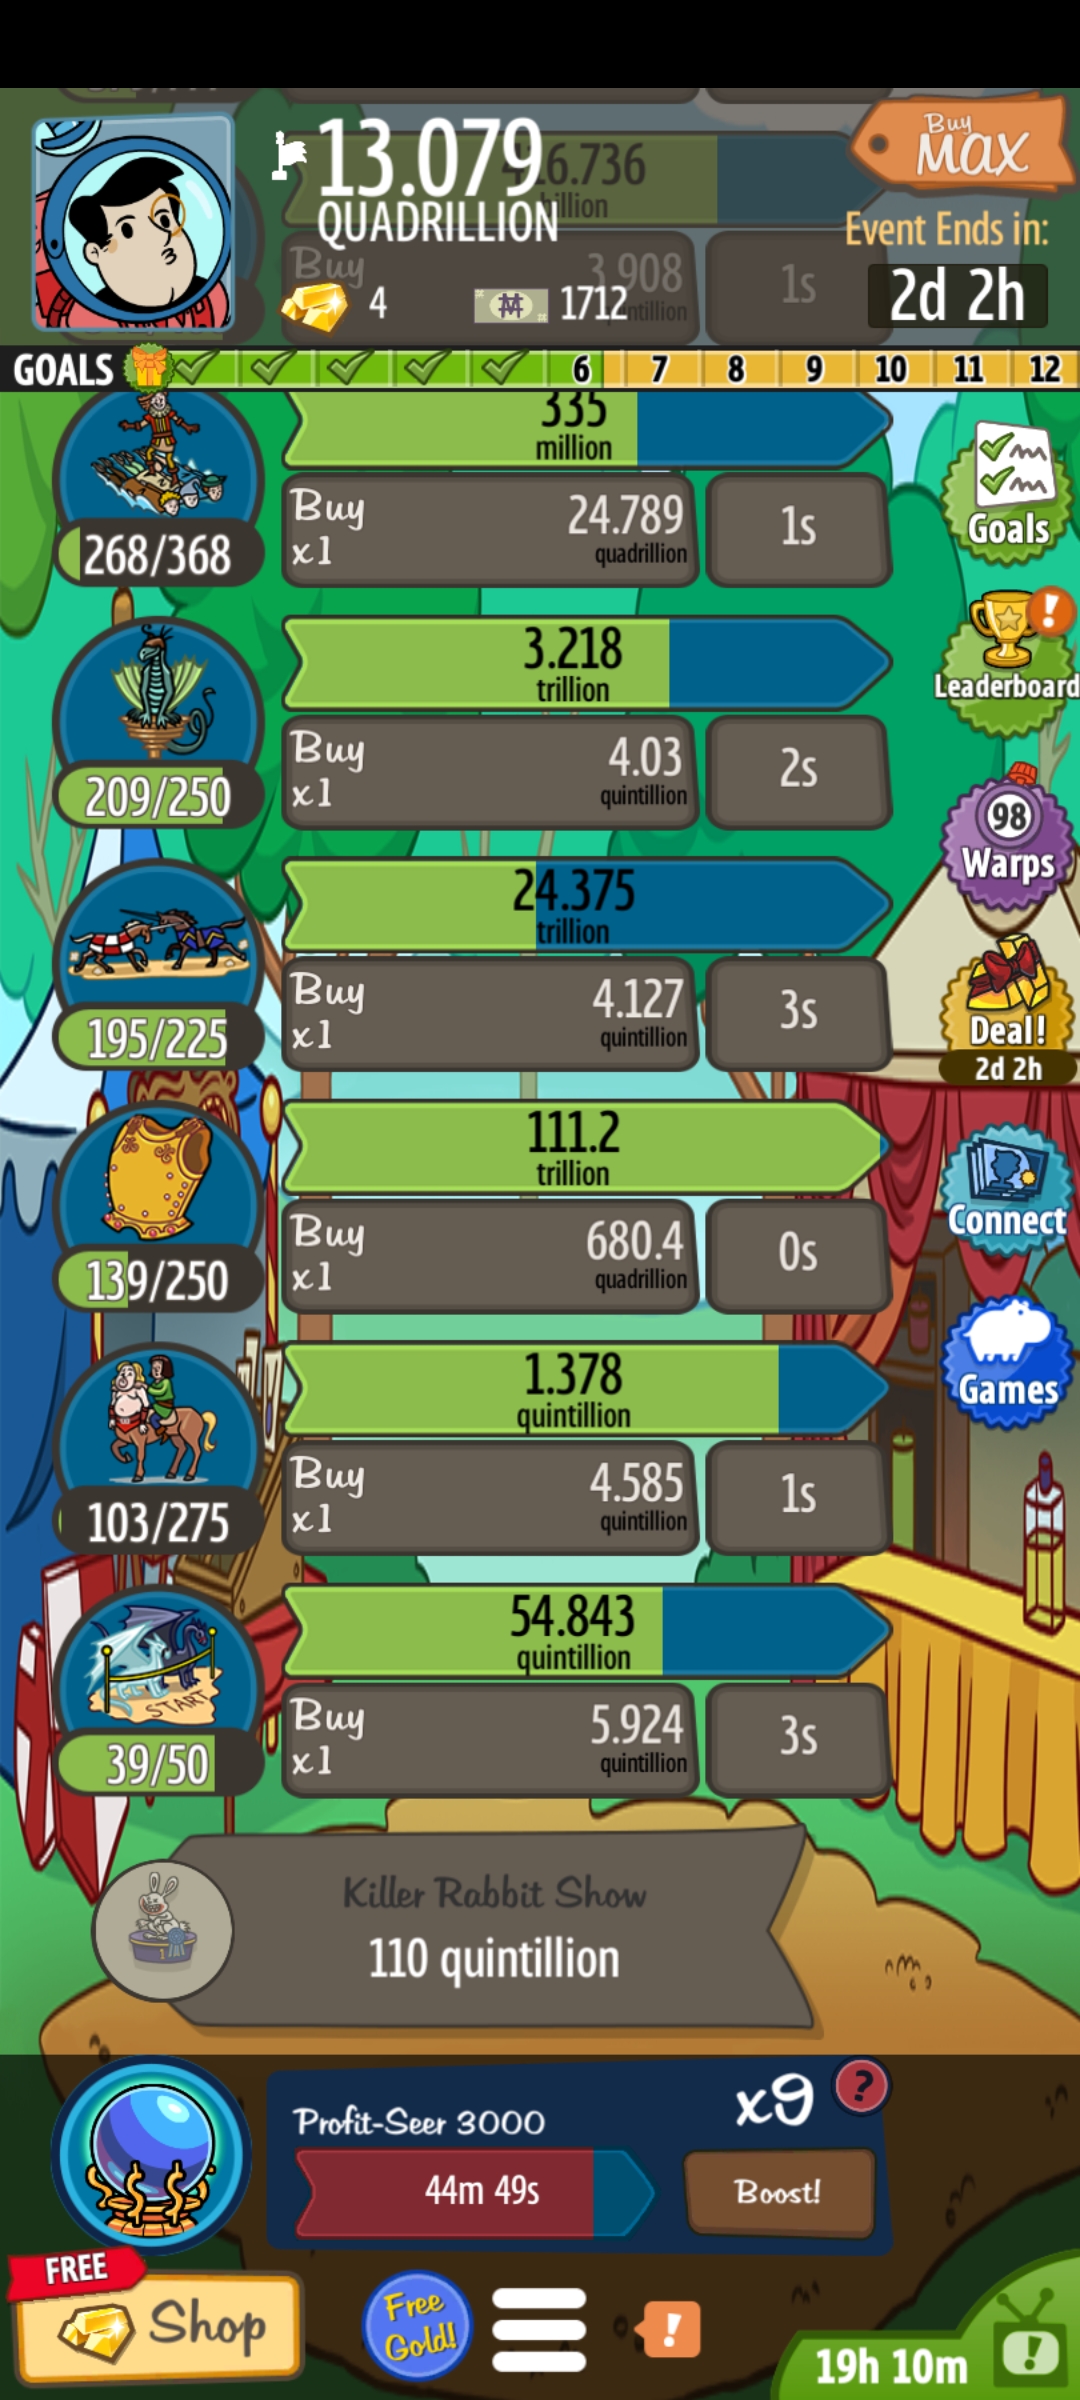 13.079
QUADRILLION
4
1712
Buy
MAX
Event Ends in:
2d 2h
Buy
3.908
1s
GOALS
6
7
8
9
10
11
12
335
million
268/368
Buy
x1
24.789
quadrillion
1s
Goals
3.218
trillion
209/250
Buy
x1
4.03
quintillion
2s
Leaderboard
98
Warps
24.375
trillion
195/225
Buy
x1
4.127
quintillion
3s
Deal!
2d 2h
111.2
trillion
139/250
Buy
x1
680.4
quadrillion
0s
Connect
1.378
quintillion
103/275
Buy
x1
4.585
quintillion
1s
Games
54.843
quintillion
START
39/50
Buy
x1
5.924
quintillion
3s
Killer Rabbit Show
110 quintillion
Profit-Seer 3000
x9
?
44m 49s
Boost!
FREE
Shop
Free
Gold!
!
19h 10m
!